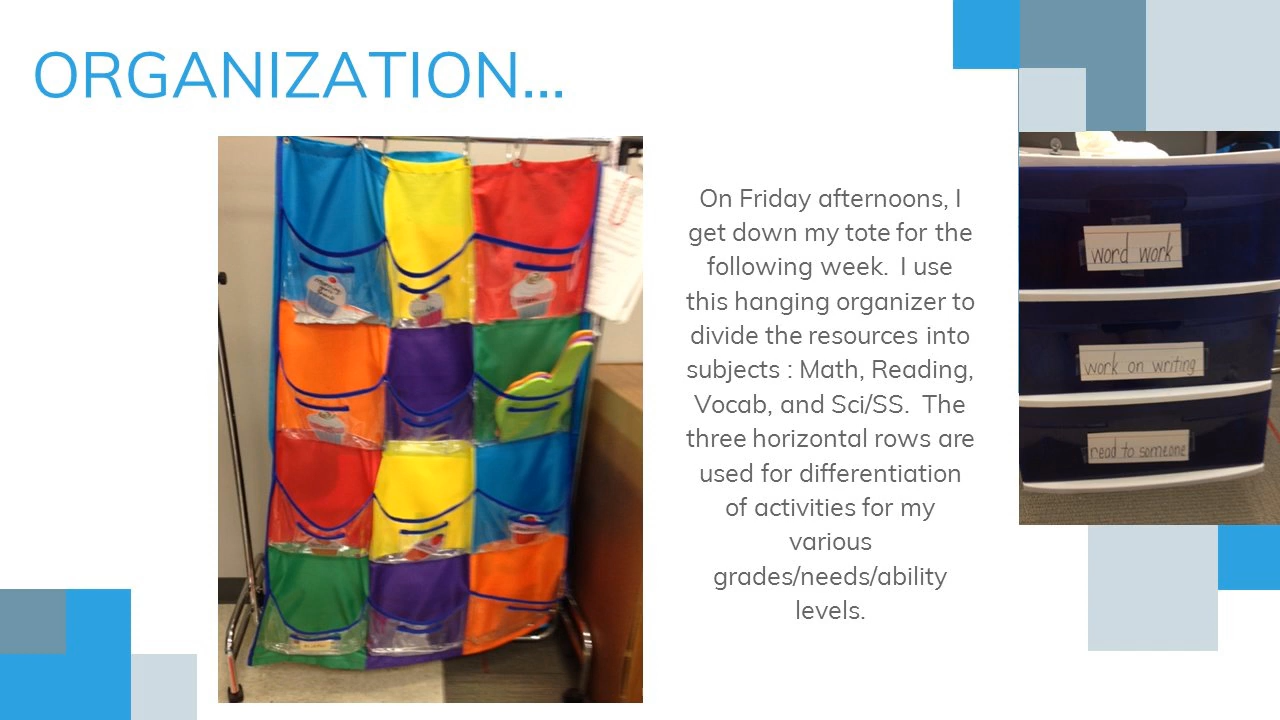 ORGANIZATION...
On Friday afternoons, I
get down my tote for the
following week.  I use
this hanging organizer to
divide the resources into
subjects : Math, Reading,
Vocab, and Sci/SS.  The
three horizontal rows are
used for differentiation
of activities for my
various
grades/needs/ability
levels.
word work
work on writing
read to someone